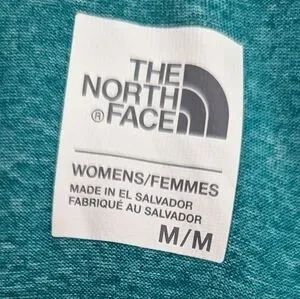 THE
NORTH
® FACE
WOMENS/FEMMES
MADE IN EL SALVADOR
FABRIQUÉ AU SALVADOR
M/M